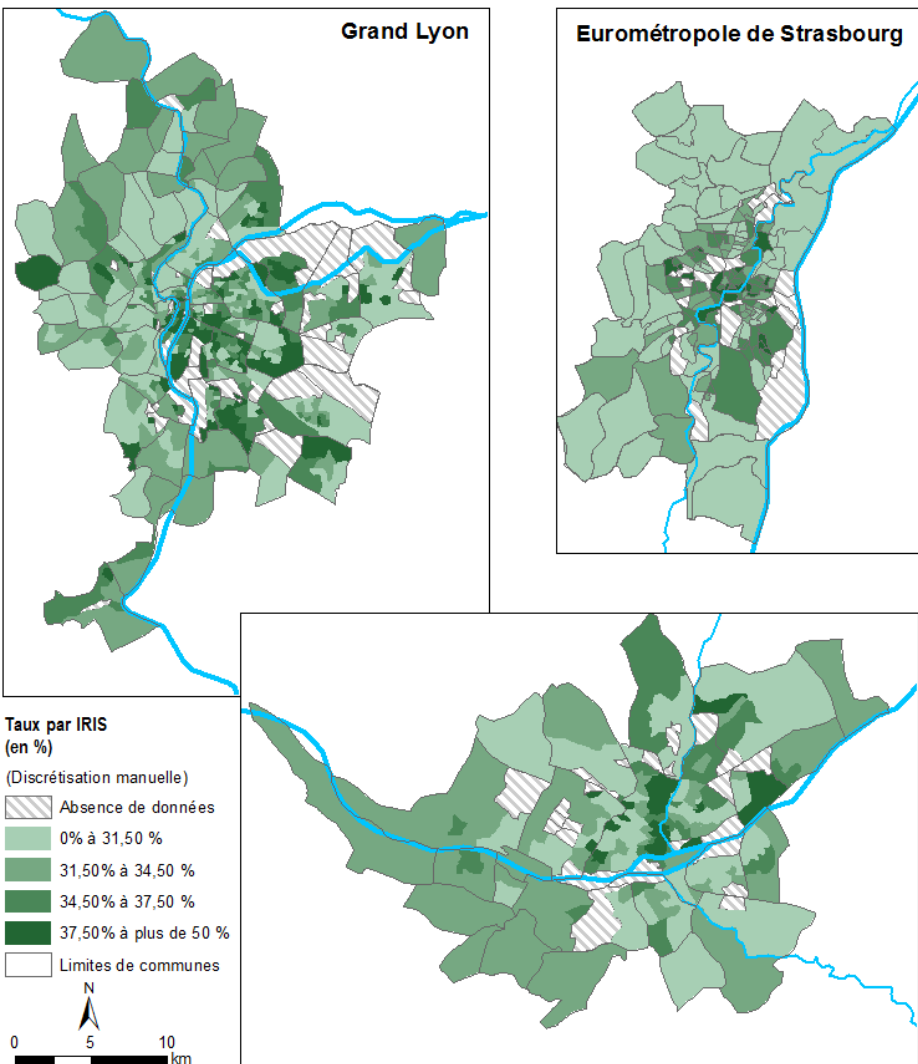 Grand Lyon
Eurométropole de Strasbourg
Taux par IRIS
(en %)
(Discrétisation manuelle)
Absence de données
0% à 31,50 %
31,50% à 34,50 %
34,50% à 37,50 %
37,50% à plus de 50 %
Limites de communes
N
0 5 10
km